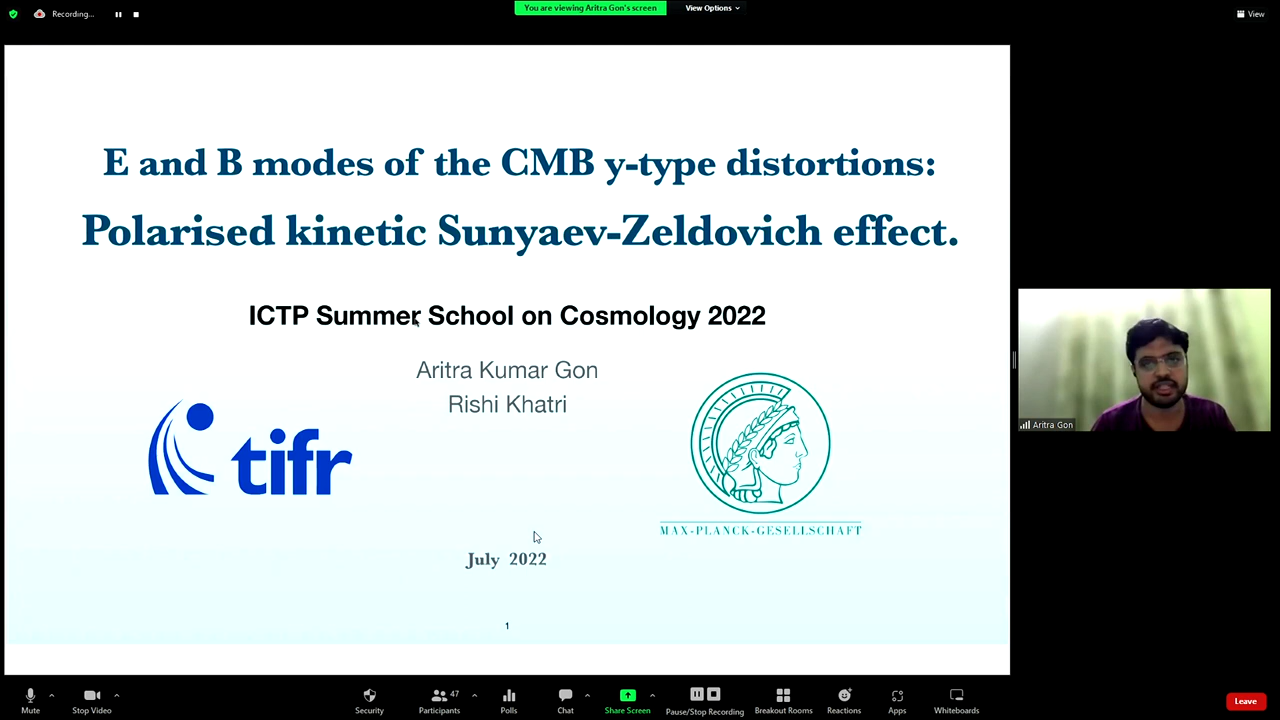 Recording...
You are viewing Aritra Gon's screen
View Options
View
E and B modes of the CMB y-type distortions:
Polarised kinetic Sunyaev-Zeldovich effect.
ICTP Summer School on Cosmology 2022
Aritra Kumar Gon
Rishi Khatri
tifr
MAX-PLANCK-GESELLSCHAFT
July 2022
1
Aritra Gon
Mute
Stop Video
Security
Participants
47
Polls
Chat
Share Screen
Pause/Stop Recording
Breakout Rooms
Reactions
Apps
Whiteboards
Leave